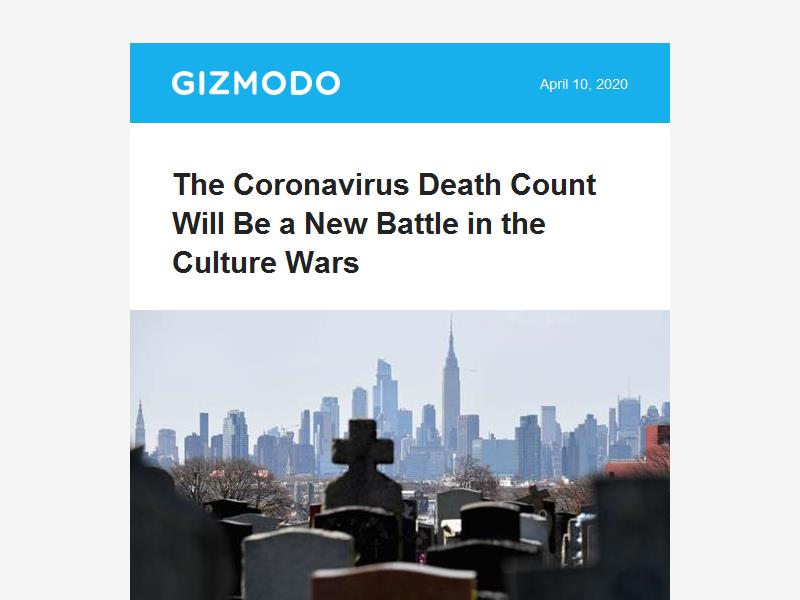 GIZMODO
April 10, 2020
The Coronavirus Death Count
Will Be a New Battle in the
Culture Wars